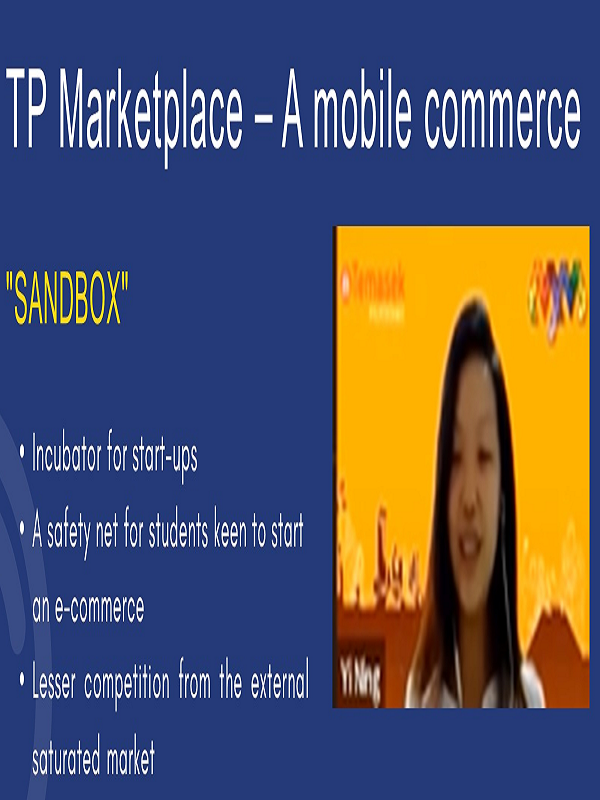 TP Marketplace – A mobile commerce
"SANDBOX"
• Incubator for start-ups
• A safety net for students keen to start
an e-commerce
• Lesser competition from the external
saturated market
Temasek
Yi Ning